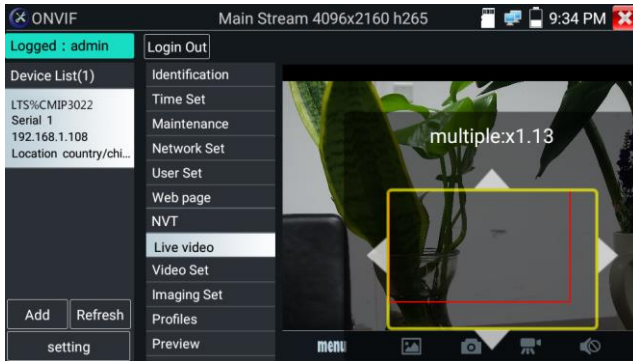 ONVIF
Main Stream 4096x2160 h265
9:34 PM
Logged : admin
Login Out
Device List(1)
LTS%CMIP3022
Serial 1
192.168.1.108
Location country/chi...
Add
Refresh
setting
Identification
Time Set
Maintenance
Network Set
User Set
Web page
NVT
Live video
Video Set
Imaging Set
Profiles
Preview
multiple:x1.13
menu